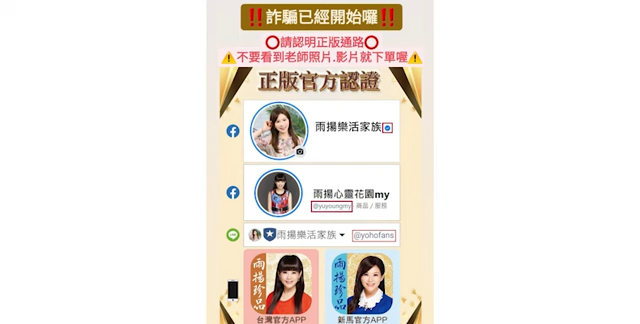 ‼️詐騙已經開始囉‼️
⭕請認明正版通路⭕
⚠️不要看到老師照片.影片就下單喔⚠️
正版官方認證
雨揚樂活家族
雨揚心靈花園my
@yuyoungmy · 商品 / 服務
雨揚樂活家族
@yohofans
雨揚珍品
台灣官方APP
雨揚珍品
新馬官方APP